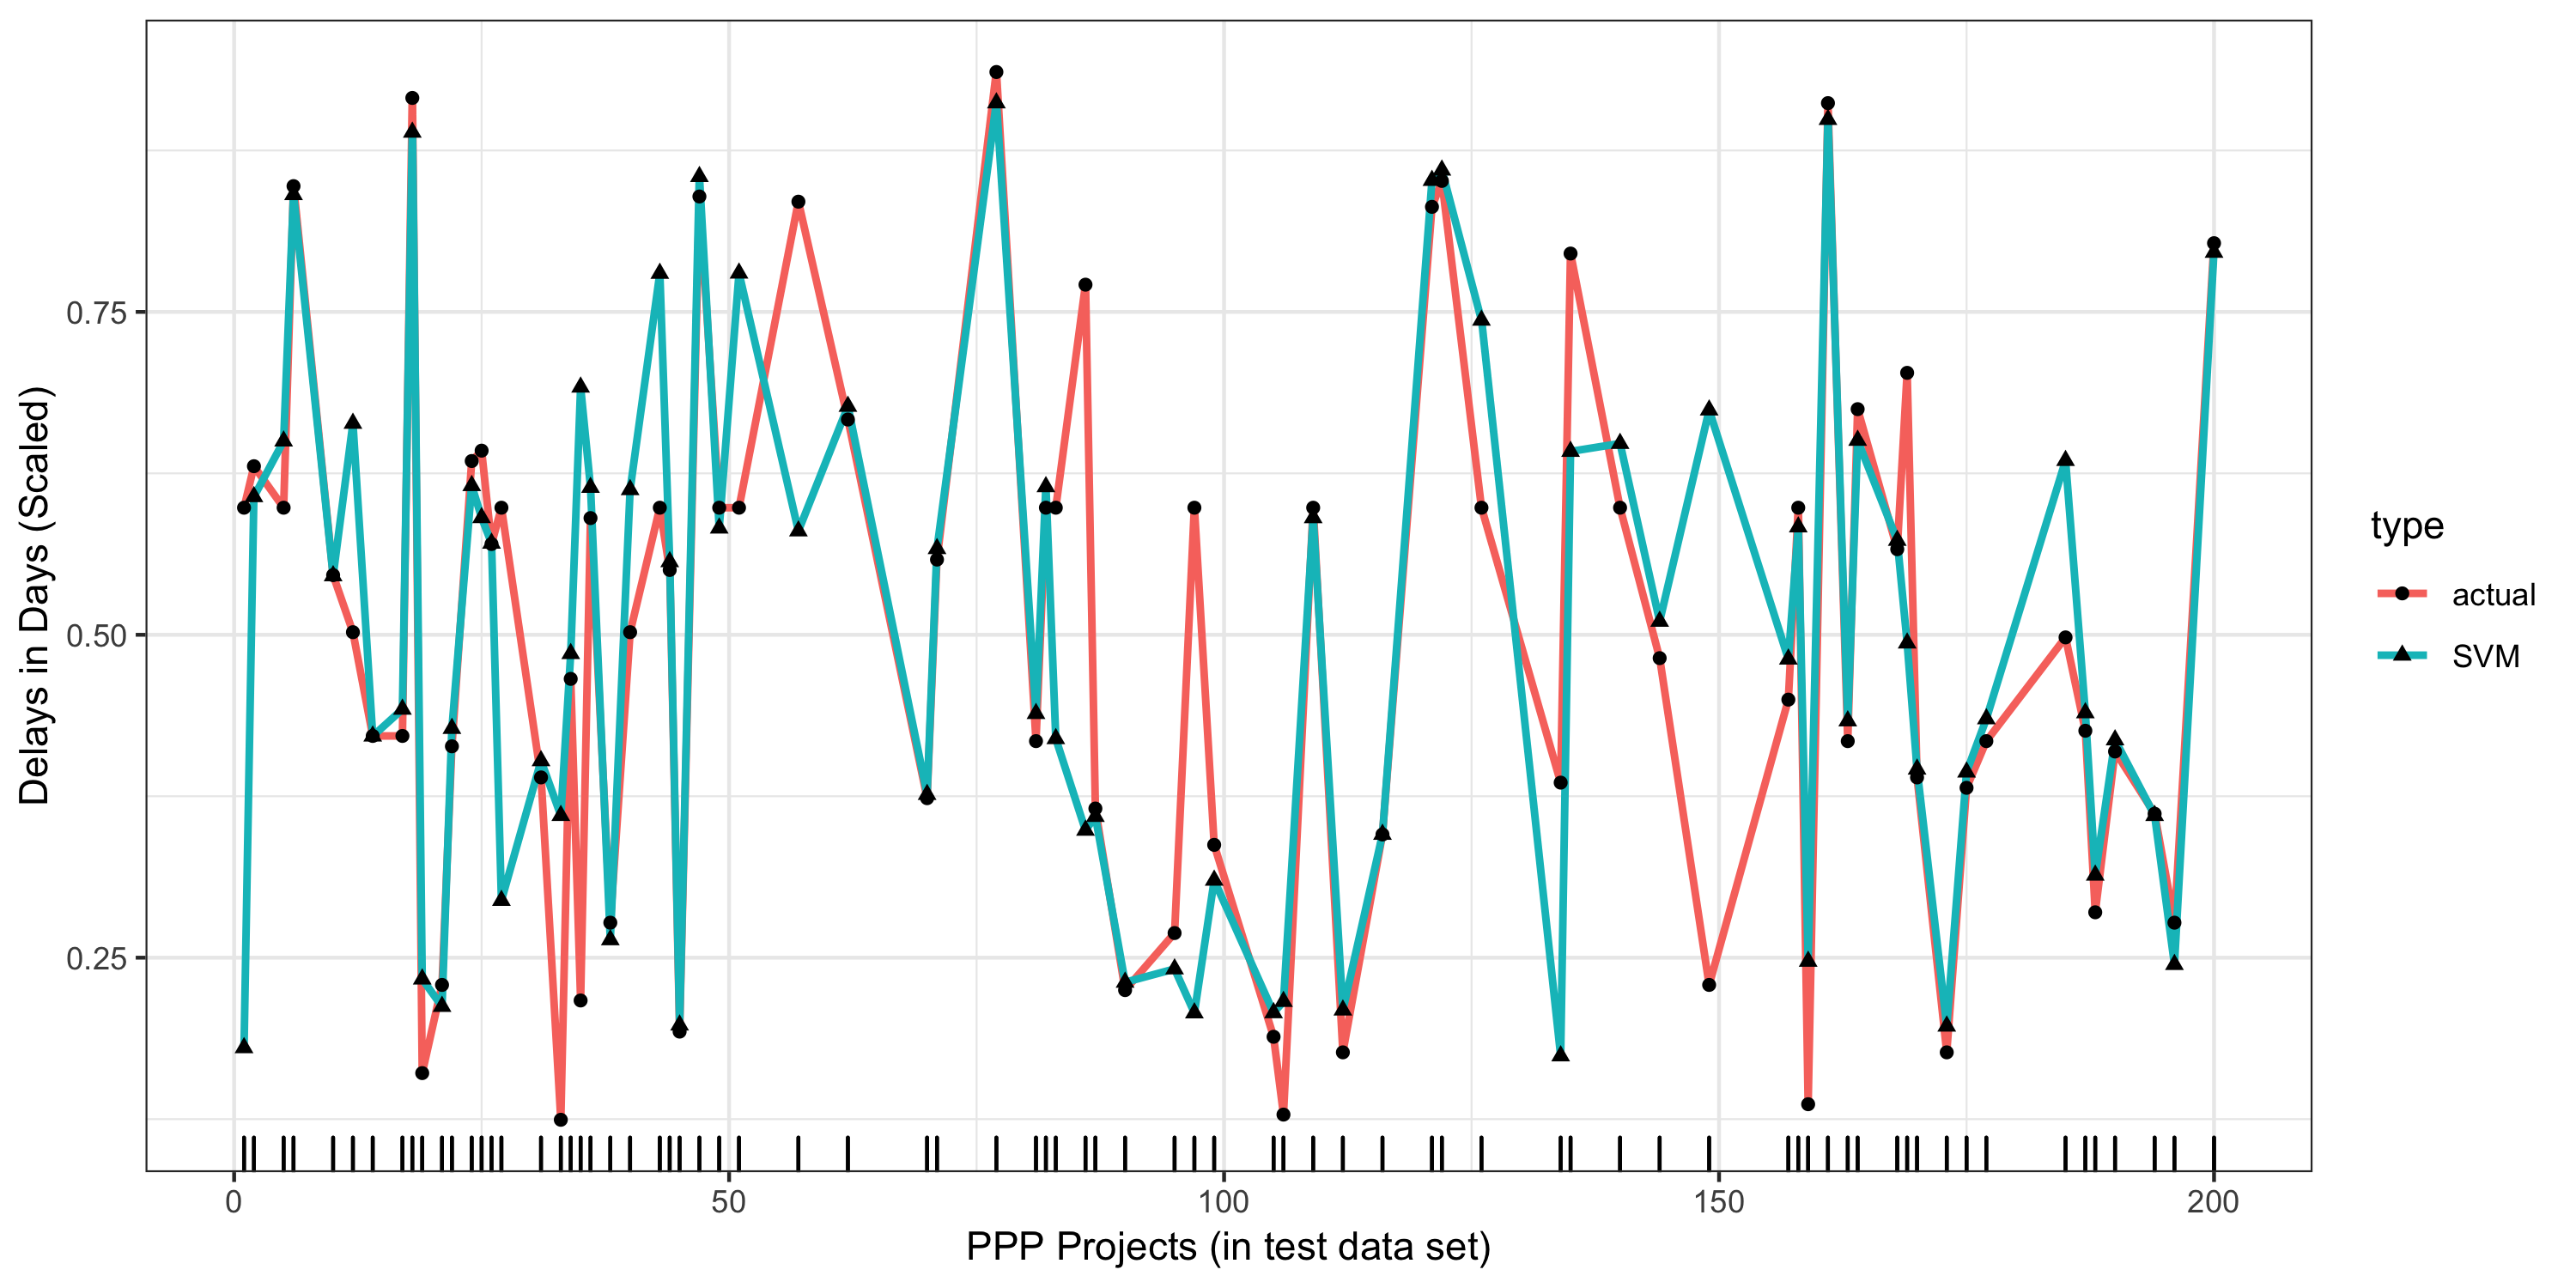 Delays in Days (Scaled)
0.75
0.50
0.25
0
50
100
150
200
PPP Projects (in test data set)
type
actual
SVM